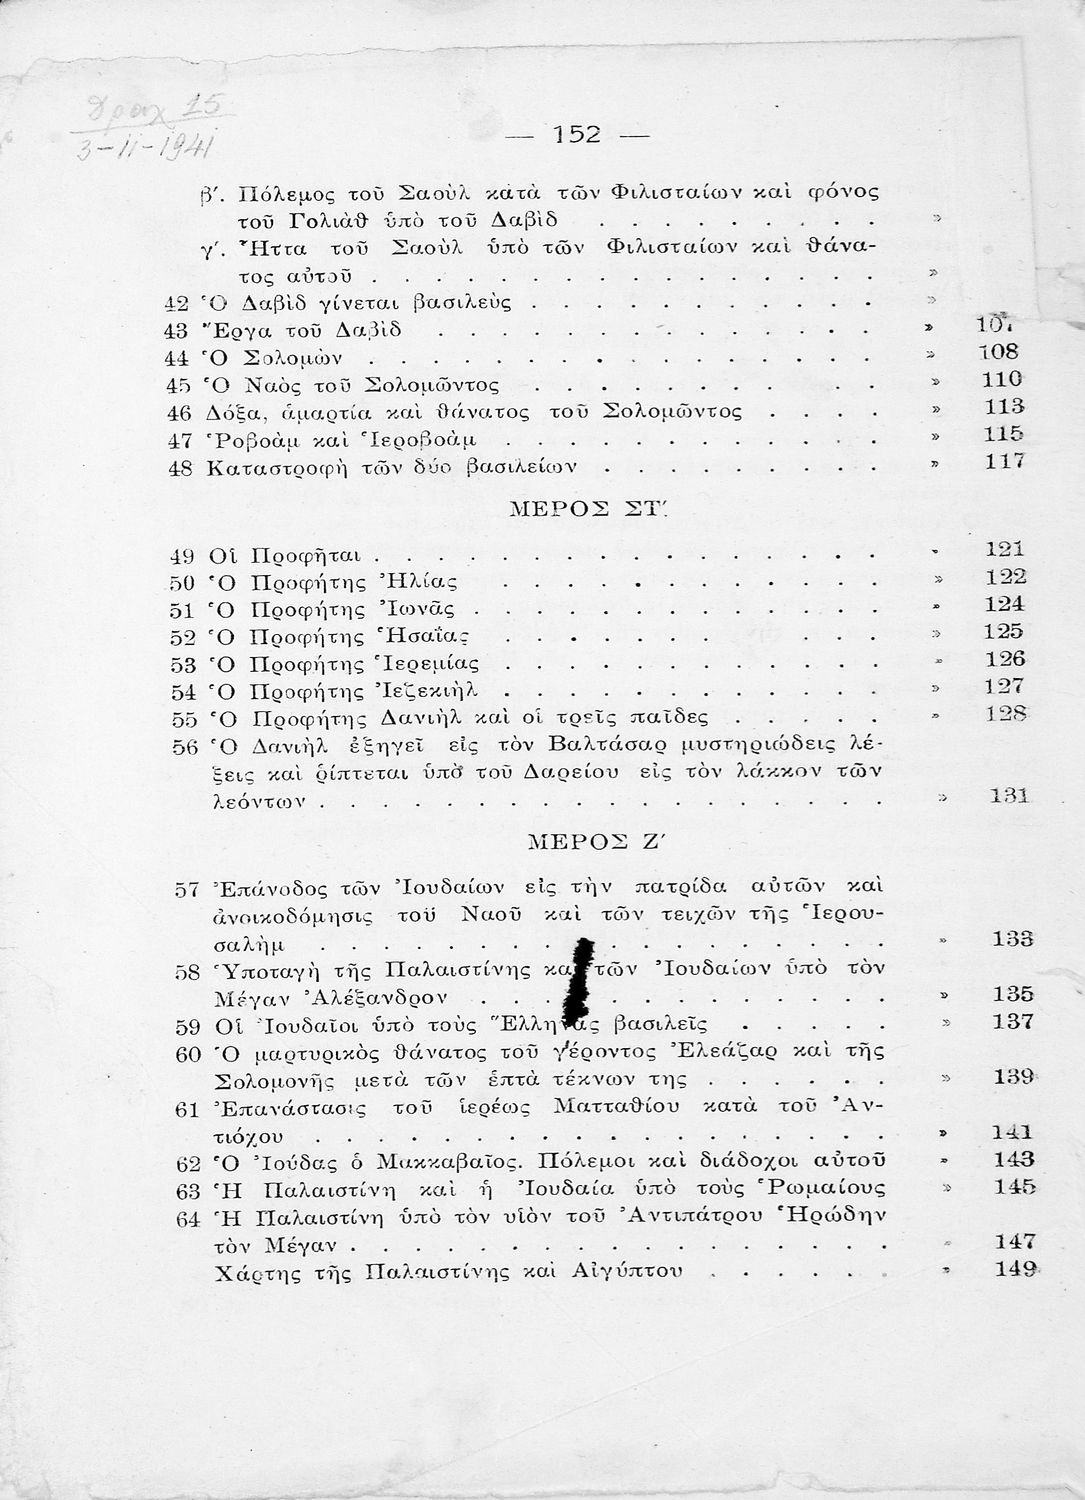 Δραχ 15
3-11-1941
— 152 —
β′. Πόλεμος τοῦ Σαοὺλ κατὰ τῶν Φιλισταίων καὶ φόνος
τοῦ Γολιὰθ ὑπὸ τοῦ Δαβὶδ . . . . . . . . . »
γ′. Ἧττα τοῦ Σαοὺλ ὑπὸ τῶν Φιλισταίων καὶ θάνα-
τος αὐτοῦ . . . . . . . . . . . . . . . . »
42 Ὁ Δαβὶδ γίνεται βασιλεὺς . . . . . . . . . . . »
43 Ἔργα τοῦ Δαβὶδ . . . . . . . . . . . . . . » 107
44 Ὁ Σολομὼν . . . . . . . . . . . . . . . . » 108
45 Ὁ Ναὸς τοῦ Σολομῶντος . . . . . . . . . . » 110
46 Δόξα, ἁμαρτία καὶ θάνατος τοῦ Σολομῶντος . . . . » 113
47 Ῥοβοὰμ καὶ Ἱεροβοὰμ . . . . . . . . . . . . » 115
48 Καταστροφὴ τῶν δύο βασιλείων . . . . . . . . . » 117
ΜΕΡΟΣ ΣΤ′.
49 Οἱ Προφῆται . . . . . . . . . . . . . . . . » 121
50 Ὁ Προφήτης Ἠλίας . . . . . . . . . . . . » 122
51 Ὁ Προφήτης Ἰωνᾶς . . . . . . . . . . . . . » 124
52 Ὁ Προφήτης Ἡσαΐας . . . . . . . . . . » 125
53 Ὁ Προφήτης Ἱερεμίας . . . . . . . . . . . . » 126
54 Ὁ Προφήτης Ἰεζεκιὴλ . . . . . . . . . . . . » 127
55 Ὁ Προφήτης Δανιὴλ καὶ οἱ τρεῖς παῖδες . . . . . » 128
56 Ὁ Δανιὴλ ἐξηγεῖ εἰς τὸν Βαλτάσαρ μυστηριώδεις λέ-
ξεις καὶ ῥίπτεται ὑπὸ τοῦ Δαρείου εἰς τὸν λάκκον τῶν
λεόντων . . . . . . . . . . . . . . . . . . » 131
ΜΕΡΟΣ Ζ′
57 Ἐπάνοδος τῶν Ἰουδαίων εἰς τὴν πατρίδα αὐτῶν καὶ
ἀνοικοδόμησις τοῦ Ναοῦ καὶ τῶν τειχῶν τῆς Ἱερου-
σαλὴμ . . . . . . . . . . . . . . . . . . » 133
58 Ὑποταγὴ τῆς Παλαιστίνης καὶ τῶν Ἰουδαίων ὑπὸ τὸν
Μέγαν Ἀλέξανδρον . . . . . . . . . . . . . » 135
59 Οἱ Ἰουδαῖοι ὑπὸ τοὺς Ἕλληνας βασιλεῖς . . . . . » 137
60 Ὁ μαρτυρικὸς θάνατος τοῦ γέροντος Ἐλεάζαρ καὶ τῆς
Σολομονῆς μετὰ τῶν ἑπτὰ τέκνων της . . . . . . » 139
61 Ἐπανάστασις τοῦ ἱερέως Ματταθίου κατὰ τοῦ Ἀν-
τιόχου . . . . . . . . . . . . . . . . . . » 141
62 Ὁ Ἰούδας ὁ Μακκαβαῖος. Πόλεμοι καὶ διάδοχοι αὐτοῦ » 143
63 Ἡ Παλαιστίνη καὶ ἡ Ἰουδαία ὑπὸ τοὺς Ῥωμαίους » 145
64 Ἡ Παλαιστίνη ὑπὸ τὸν υἱὸν τοῦ Ἀντιπάτρου Ἡρώδην
τὸν Μέγαν . . . . . . . . . . . . . . . . . » 147
Χάρτης τῆς Παλαιστίνης καὶ Αἰγύπτου . . . . . . » 149